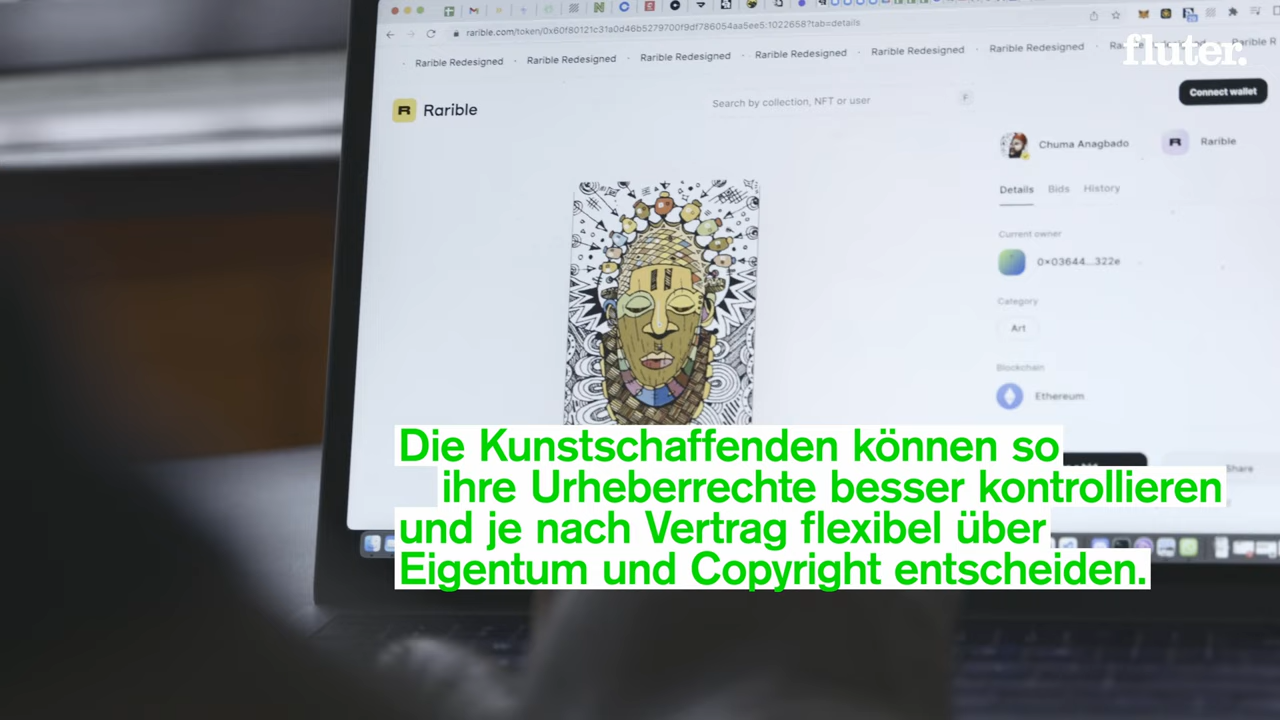 rarible.com/token/0x60f80121c31a0d46b5279700f9df786054aa5ee5:1022658?tab=details
fluter.
· Rarible Redesigned · Rarible Redesigned · Rarible Redesigned · Rarible Redesigned · Rarible Redesigned · Rarible Redesigned · Rarible R
R Rarible
Search by collection, NFT or user
F
Connect wallet
Chuma Anagbado
Rarible
Details Bids History
Current owner
0×03644...322e
Category
Art
Blockchain
Ethereum
Share
Die Kunstschaffenden können so
ihre Urheberrechte besser kontrollieren
und je nach Vertrag flexibel über
Eigentum und Copyright entscheiden.